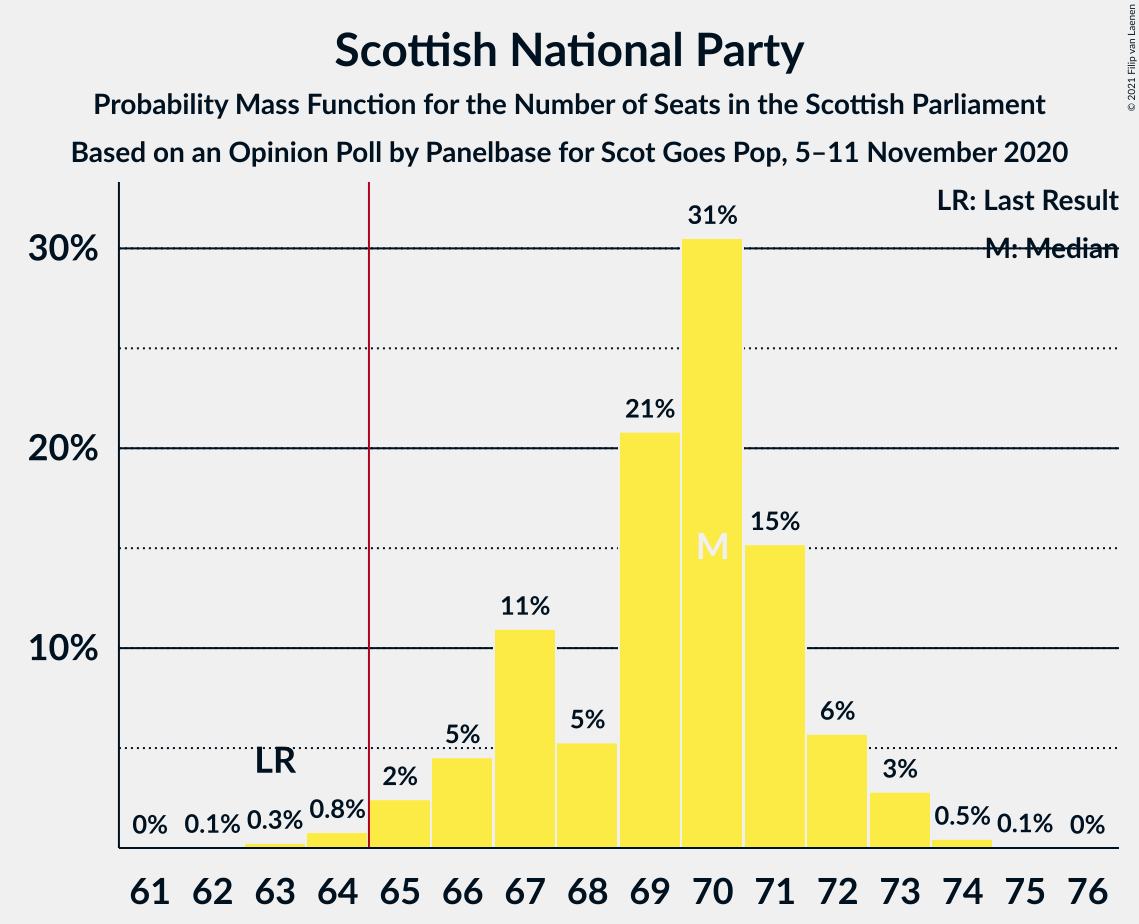 Scottish National Party
Probability Mass Function for the Number of Seats in the Scottish Parliament
Based on an Opinion Poll by Panelbase for Scot Goes Pop, 5–11 November 2020
© 2021 Filip van Laenen
LR: Last Result
M: Median
30%
20%
10%
0% 0.1% 0.3% 0.8% 2% 5% 11% 5% 21% 31% 15% 6% 3% 0.5% 0.1% 0%
LR
M
61 62 63 64 65 66 67 68 69 70 71 72 73 74 75 76